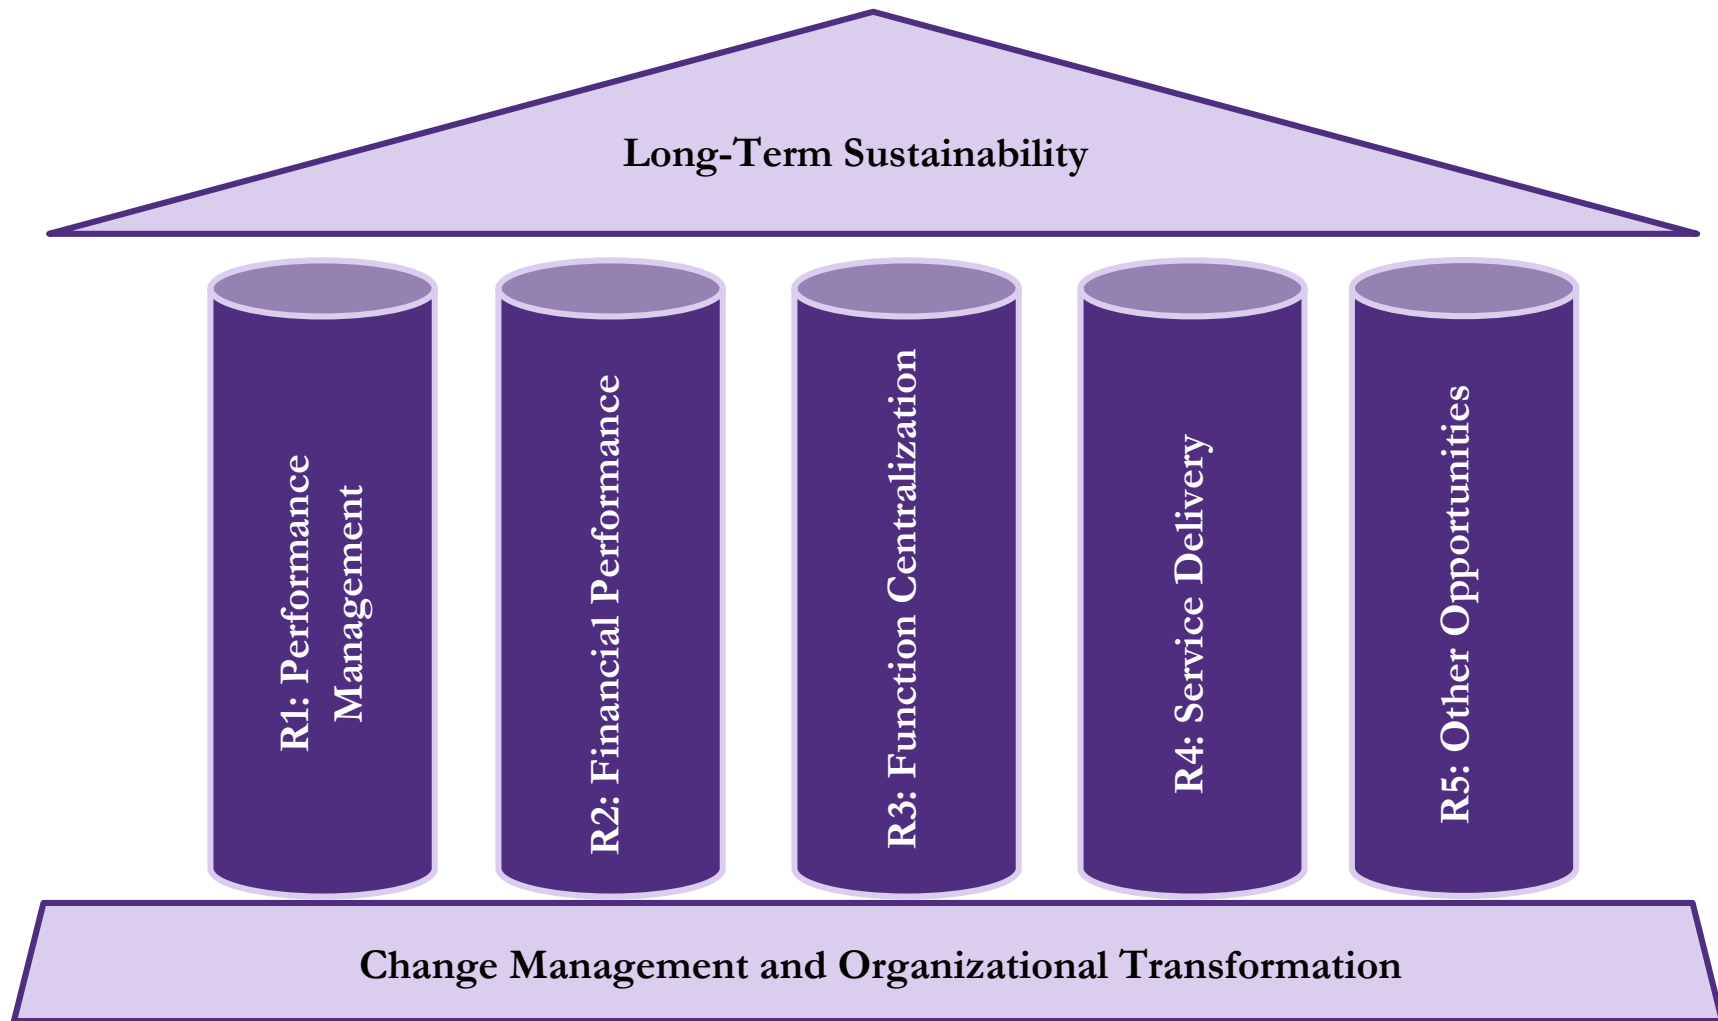 Long-Term Sustainability
R1: Performance
Management
R2: Financial Performance
R3: Function Centralization
R4: Service Delivery
R5: Other Opportunities
Change Management and Organizational Transformation